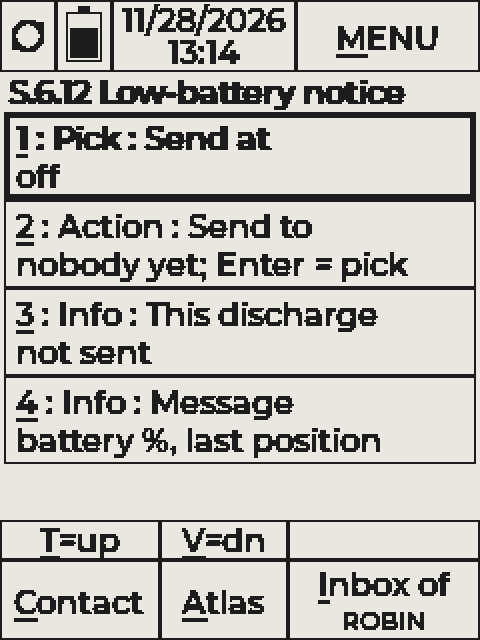 11/28/2026
13:14
MENU
S.6.12 Low-battery notice
1 : Pick : Send at
off
2 : Action : Send to
nobody yet; Enter = pick
3 : Info : This discharge
not sent
4 : Info : Message
battery %, last position
T=up
V=dn
Contact
Atlas
Inbox of
ROBIN